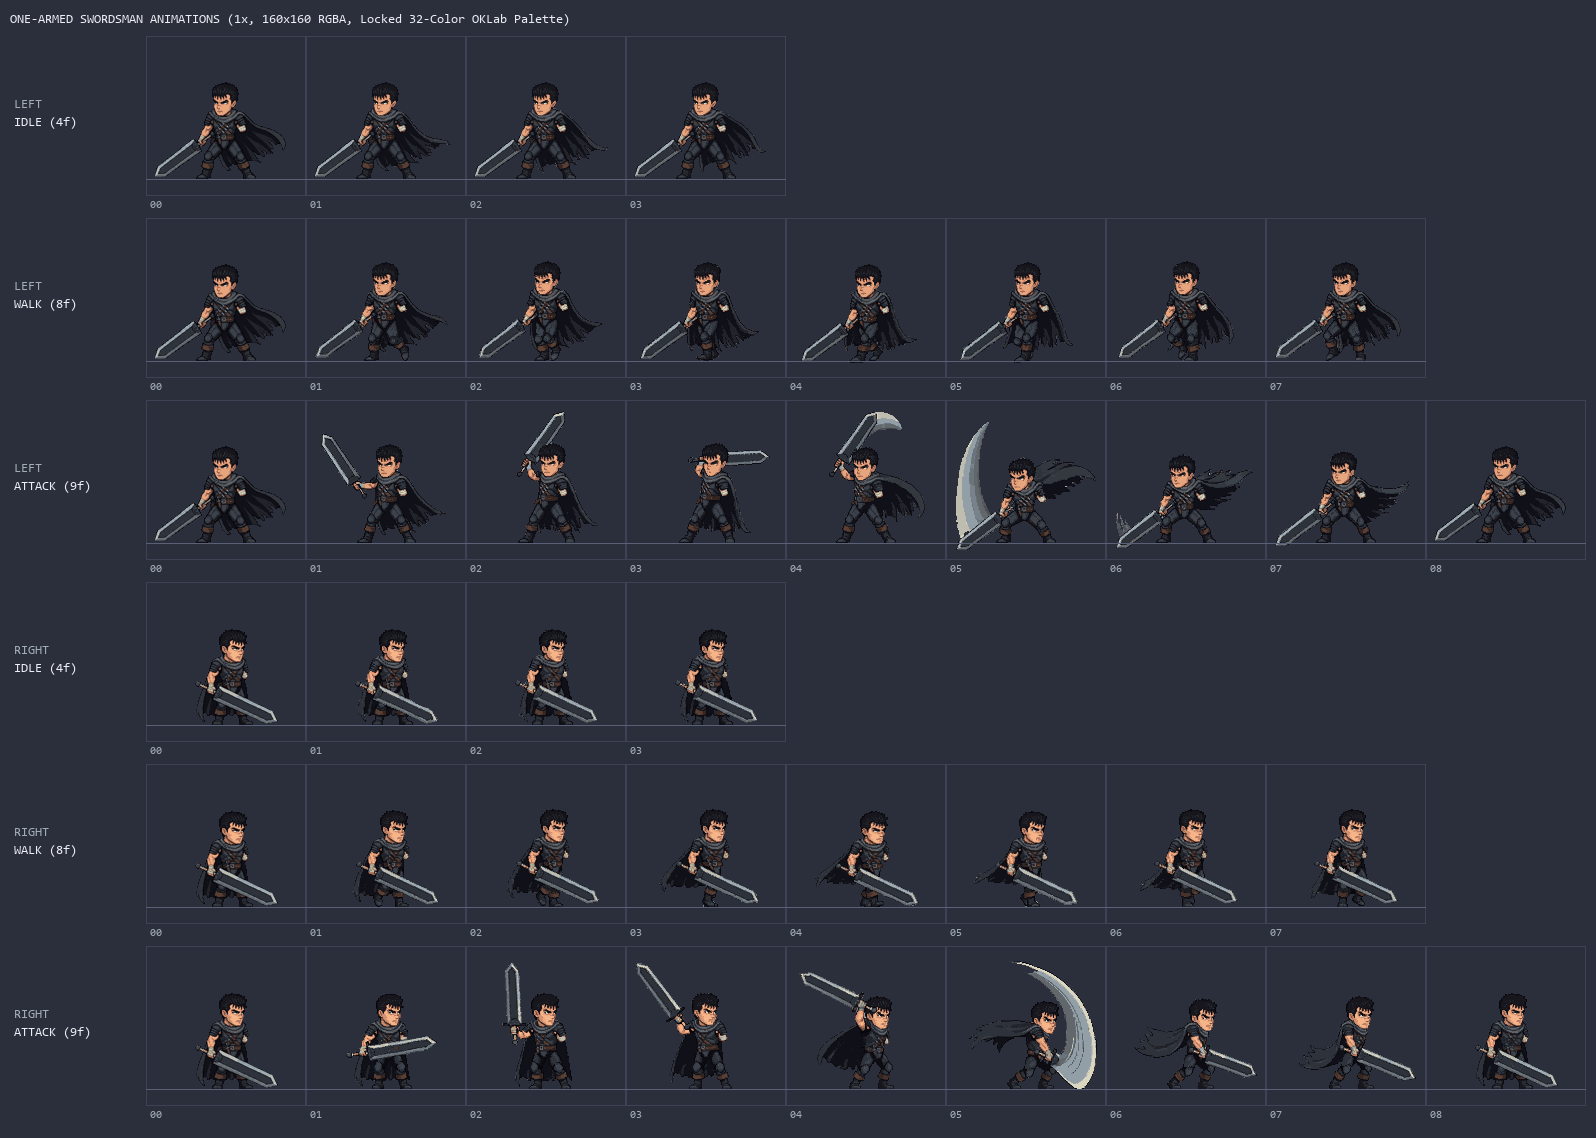 ONE-ARMED SWORDSMAN ANIMATIONS (1x, 160x160 RGBA, Locked 32-Color OKLab Palette)
LEFT
IDLE (4f)
00 01 02 03
LEFT
WALK (8f)
00 01 02 03 04 05 06 07
LEFT
ATTACK (9f)
00 01 02 03 04 05 06 07 08
RIGHT
IDLE (4f)
00 01 02 03
RIGHT
WALK (8f)
00 01 02 03 04 05 06 07
RIGHT
ATTACK (9f)
00 01 02 03 04 05 06 07 08